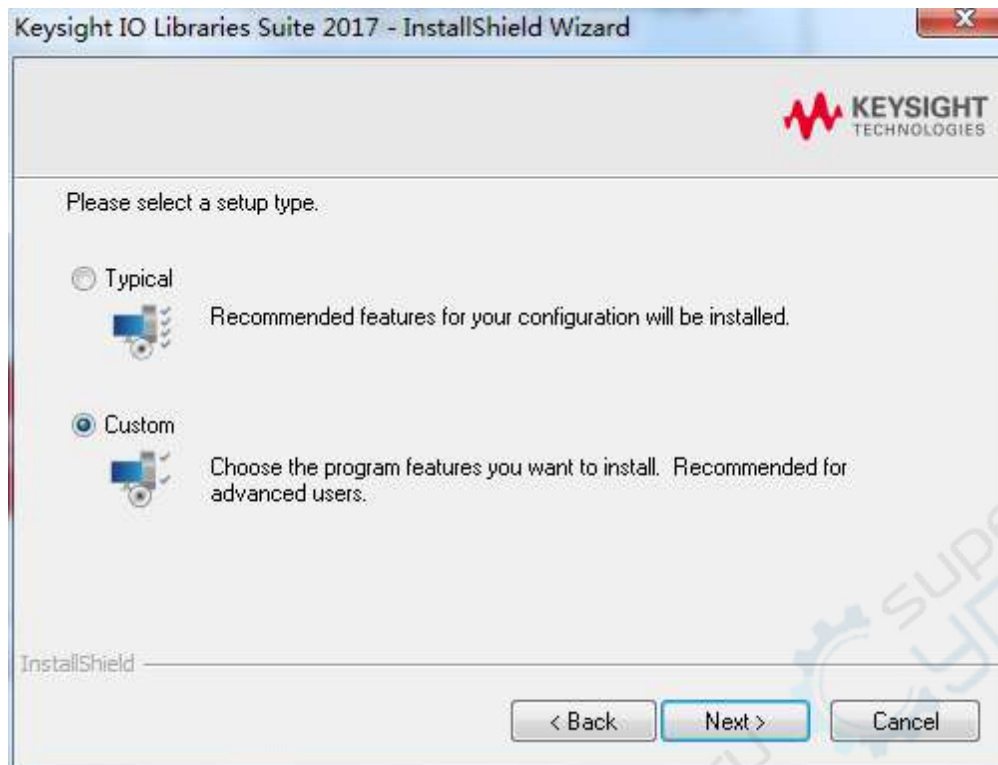 Keysight IO Libraries Suite 2017 - InstallShield Wizard
KEYSIGHT
TECHNOLOGIES
Please select a setup type.
Typical
Recommended features for your configuration will be installed.
Custom
Choose the program features you want to install. Recommended for
advanced users.
InstallShield
< Back
Next >
Cancel